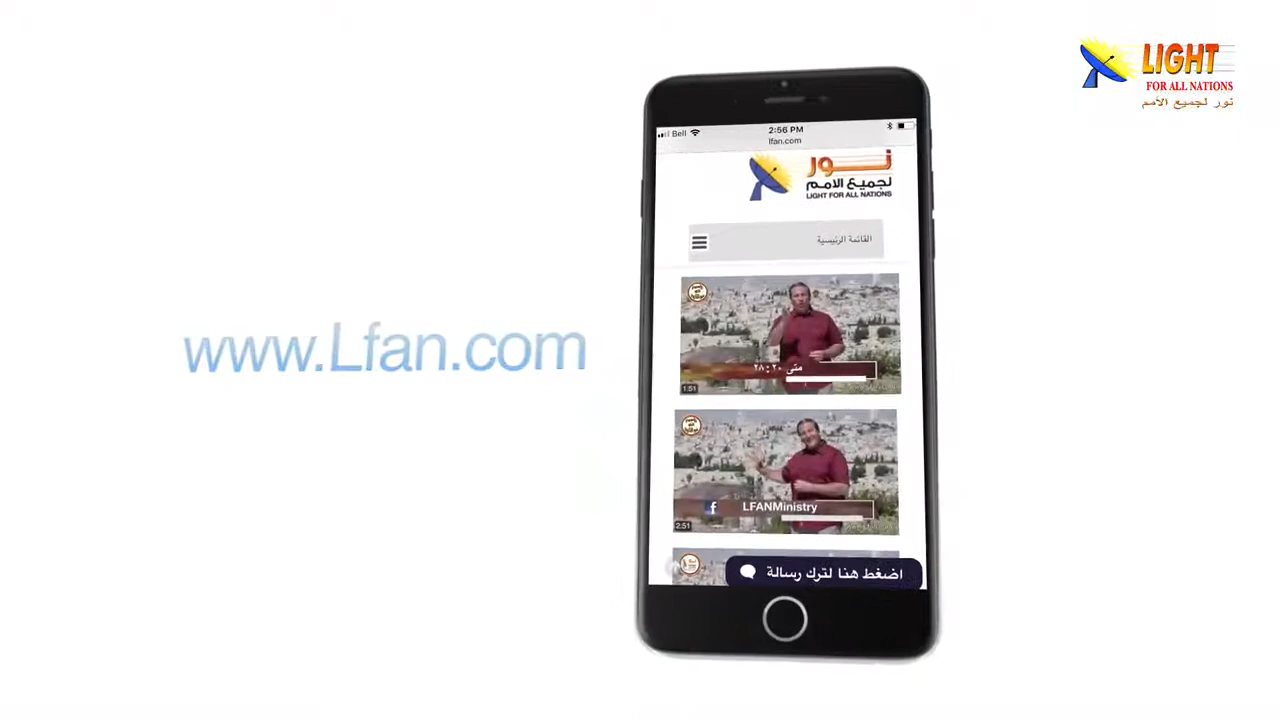 LIGHT
FOR ALL NATIONS
نور لجميع الأمم
www.Lfan.com
Bell
2:56 PM
lfan.com
نور
لجميع الامم
LIGHT FOR ALL NATIONS
القائمة الرئيسية
متى ٢٠ : ٢٨
1:51
LFANMinistry
2:51
اضغط هنا لترك رسالة